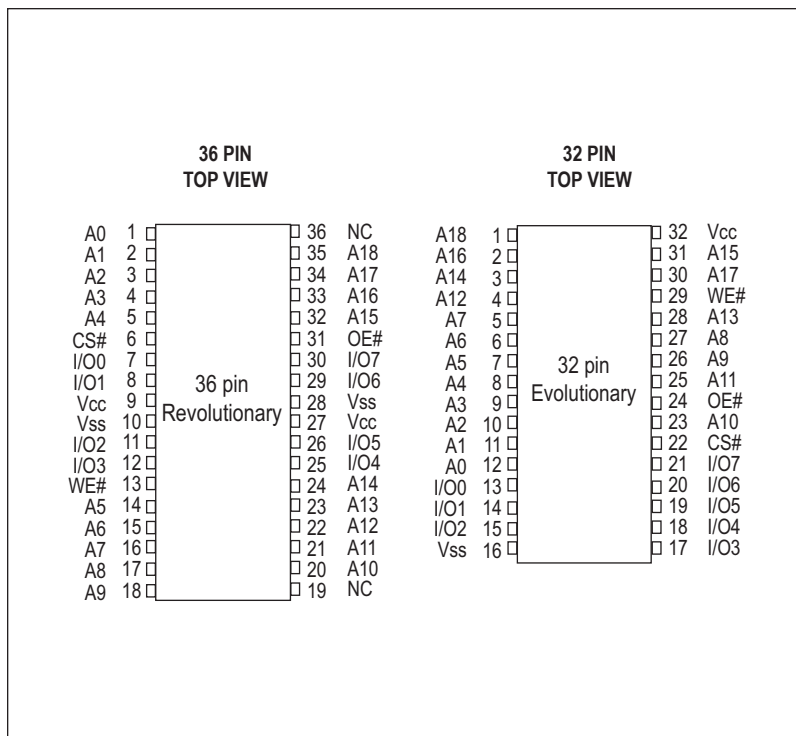 36 PIN
TOP VIEW
A0 1 36 NC
A1 2 35 A18
A2 3 34 A17
A3 4 33 A16
A4 5 32 A15
CS# 6 31 OE#
I/O0 7 30 I/O7
I/O1 8 29 I/O6
Vcc 9 28 Vss
Vss 10 27 Vcc
I/O2 11 26 I/O5
I/O3 12 25 I/O4
WE# 13 24 A14
A5 14 23 A13
A6 15 22 A12
A7 16 21 A11
A8 17 20 A10
A9 18 19 NC
36 pin
Revolutionary
32 PIN
TOP VIEW
A18 1 32 Vcc
A16 2 31 A15
A14 3 30 A17
A12 4 29 WE#
A7 5 28 A13
A6 6 27 A8
A5 7 26 A9
A4 8 25 A11
A3 9 24 OE#
A2 10 23 A10
A1 11 22 CS#
A0 12 21 I/O7
I/O0 13 20 I/O6
I/O1 14 19 I/O5
I/O2 15 18 I/O4
Vss 16 17 I/O3
32 pin
Evolutionary